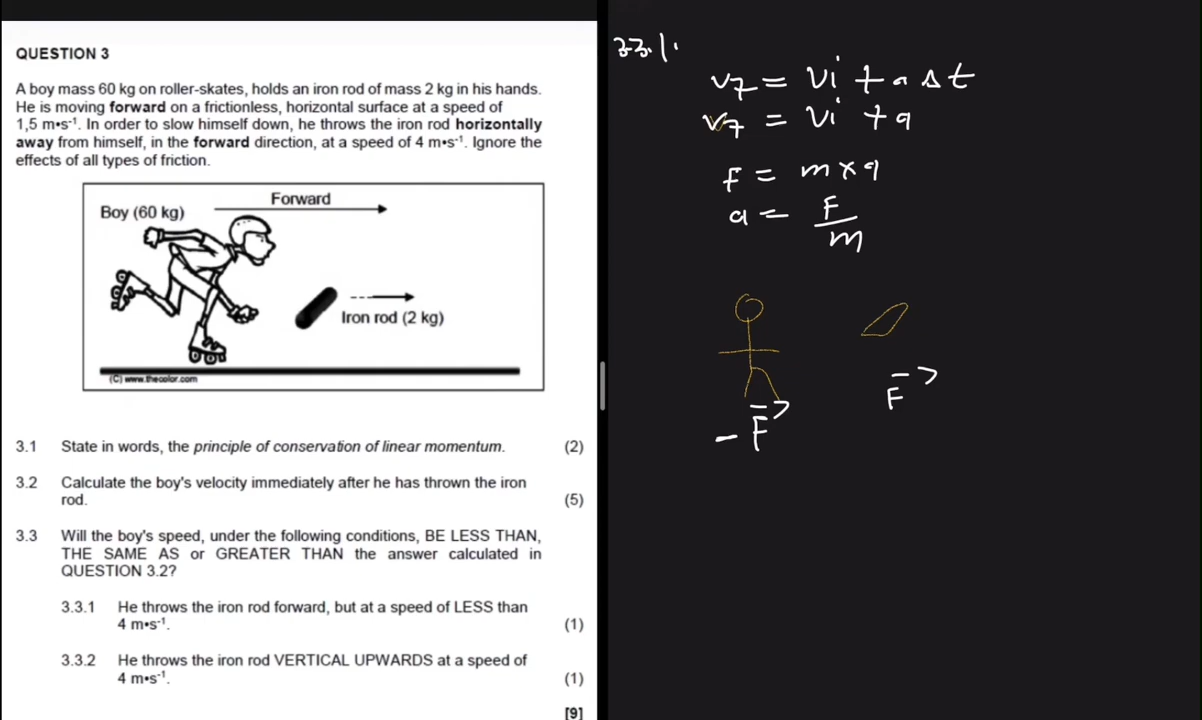 QUESTION 3
A boy mass 60 kg on roller-skates, holds an iron rod of mass 2 kg in his hands.
He is moving forward on a frictionless, horizontal surface at a speed of
1,5 m•s⁻¹. In order to slow himself down, he throws the iron rod horizontally
away from himself, in the forward direction, at a speed of 4 m•s⁻¹. Ignore the
effects of all types of friction.
Forward
Boy (60 kg)
Iron rod (2 kg)
(C) www.thecolor.com
3.1 State in words, the principle of conservation of linear momentum. (2)
3.2 Calculate the boy's velocity immediately after he has thrown the iron
rod. (5)
3.3 Will the boy's speed, under the following conditions, BE LESS THAN,
THE SAME AS or GREATER THAN the answer calculated in
QUESTION 3.2?
3.3.1 He throws the iron rod forward, but at a speed of LESS than
4 m•s⁻¹. (1)
3.3.2 He throws the iron rod VERTICAL UPWARDS at a speed of
4 m•s⁻¹. (1)
[9]
3.3.1.
vf = vi + a Δt
vf = vi + a
F = m × a
a = F/m
F
- F